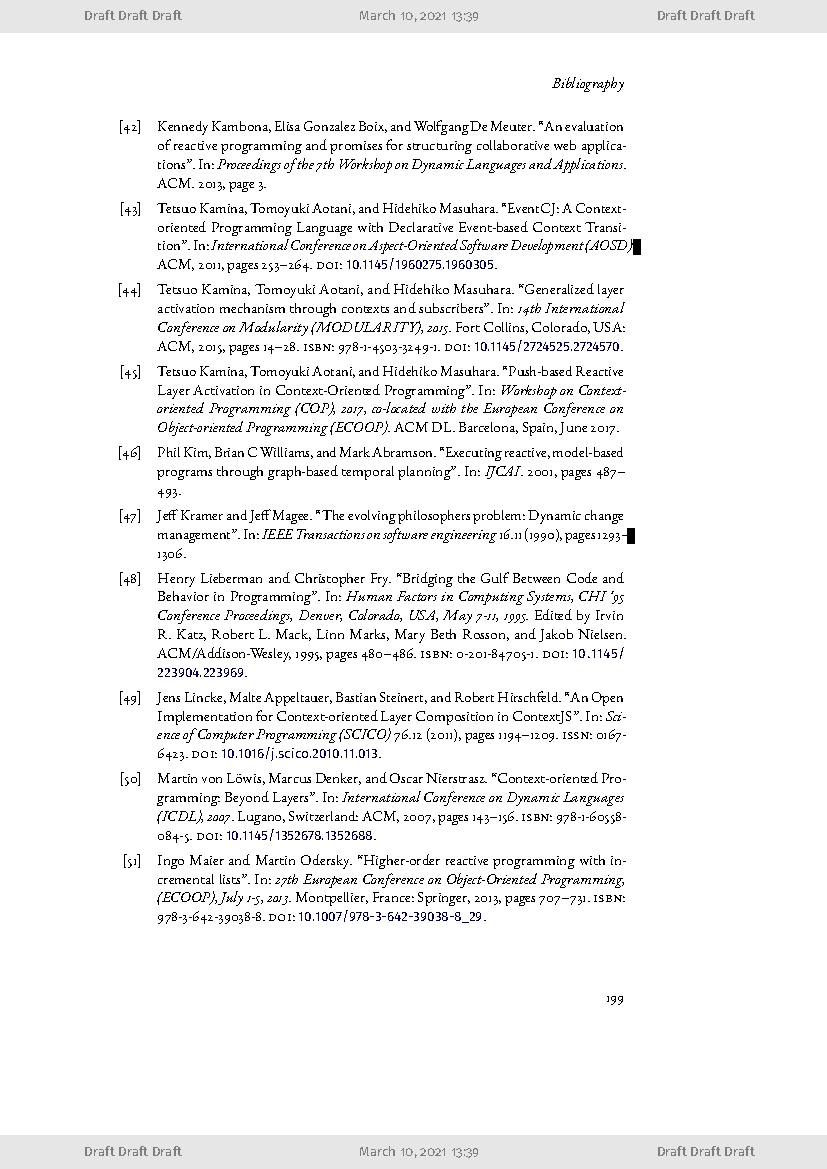 Draft Draft Draft March 10, 2021 13:39 Draft Draft Draft
Bibliography
[42] Kennedy Kambona, Elisa Gonzalez Boix, and Wolfgang De Meuter. “An evaluation
of reactive programming and promises for structuring collaborative web applica-
tions”. In: Proceedings of the 7th Workshop on Dynamic Languages and Applications.
ACM. 2013, page 3.
[43] Tetsuo Kamina, Tomoyuki Aotani, and Hidehiko Masuhara. “EventCJ: A Context-
oriented Programming Language with Declarative Event-based Context Transi-
tion”. In: International Conference on Aspect-Oriented Software Development (AOSD)
ACM, 2011, pages 253–264. DOI: 10.1145/1960275.1960305.
[44] Tetsuo Kamina, Tomoyuki Aotani, and Hidehiko Masuhara. “Generalized layer
activation mechanism through contexts and subscribers”. In: 14th International
Conference on Modularity (MODULARITY), 2015. Fort Collins, Colorado, USA:
ACM, 2015, pages 14–28. ISBN: 978-1-4503-3249-1. DOI: 10.1145/2724525.2724570.
[45] Tetsuo Kamina, Tomoyuki Aotani, and Hidehiko Masuhara. “Push-based Reactive
Layer Activation in Context-Oriented Programming”. In: Workshop on Context-
oriented Programming (COP), 2017, co-located with the European Conference on
Object-oriented Programming (ECOOP). ACM DL. Barcelona, Spain, June 2017.
[46] Phil Kim, Brian C Williams, and Mark Abramson. “Executing reactive, model-based
programs through graph-based temporal planning”. In: IJCAI. 2001, pages 487–
493.
[47] Jeff Kramer and Jeff Magee. “The evolving philosophers problem: Dynamic change
management”. In: IEEE Transactions on software engineering 16.11 (1990), pages 1293–
1306.
[48] Henry Lieberman and Christopher Fry. “Bridging the Gulf Between Code and
Behavior in Programming”. In: Human Factors in Computing Systems, CHI ’95
Conference Proceedings, Denver, Colorado, USA, May 7-11, 1995. Edited by Irvin
R. Katz, Robert L. Mack, Linn Marks, Mary Beth Rosson, and Jakob Nielsen.
ACM/Addison-Wesley, 1995, pages 480–486. ISBN: 0-201-84705-1. DOI: 10.1145/
223904.223969.
[49] Jens Lincke, Malte Appeltauer, Bastian Steinert, and Robert Hirschfeld. “An Open
Implementation for Context-oriented Layer Composition in ContextJS”. In: Sci-
ence of Computer Programming (SCICO) 76.12 (2011), pages 1194–1209. ISSN: 0167-
6423. DOI: 10.1016/j.scico.2010.11.013.
[50] Martin von Löwis, Marcus Denker, and Oscar Nierstrasz. “Context-oriented Pro-
gramming: Beyond Layers”. In: International Conference on Dynamic Languages
(ICDL), 2007. Lugano, Switzerland: ACM, 2007, pages 143–156. ISBN: 978-1-60558-
084-5. DOI: 10.1145/1352678.1352688.
[51] Ingo Maier and Martin Odersky. “Higher-order reactive programming with in-
cremental lists”. In: 27th European Conference on Object-Oriented Programming,
(ECOOP), July 1-5, 2013. Montpellier, France: Springer, 2013, pages 707–731. ISBN:
978-3-642-39038-8. DOI: 10.1007/978-3-642-39038-8_29.
199
Draft Draft Draft March 10, 2021 13:39 Draft Draft Draft